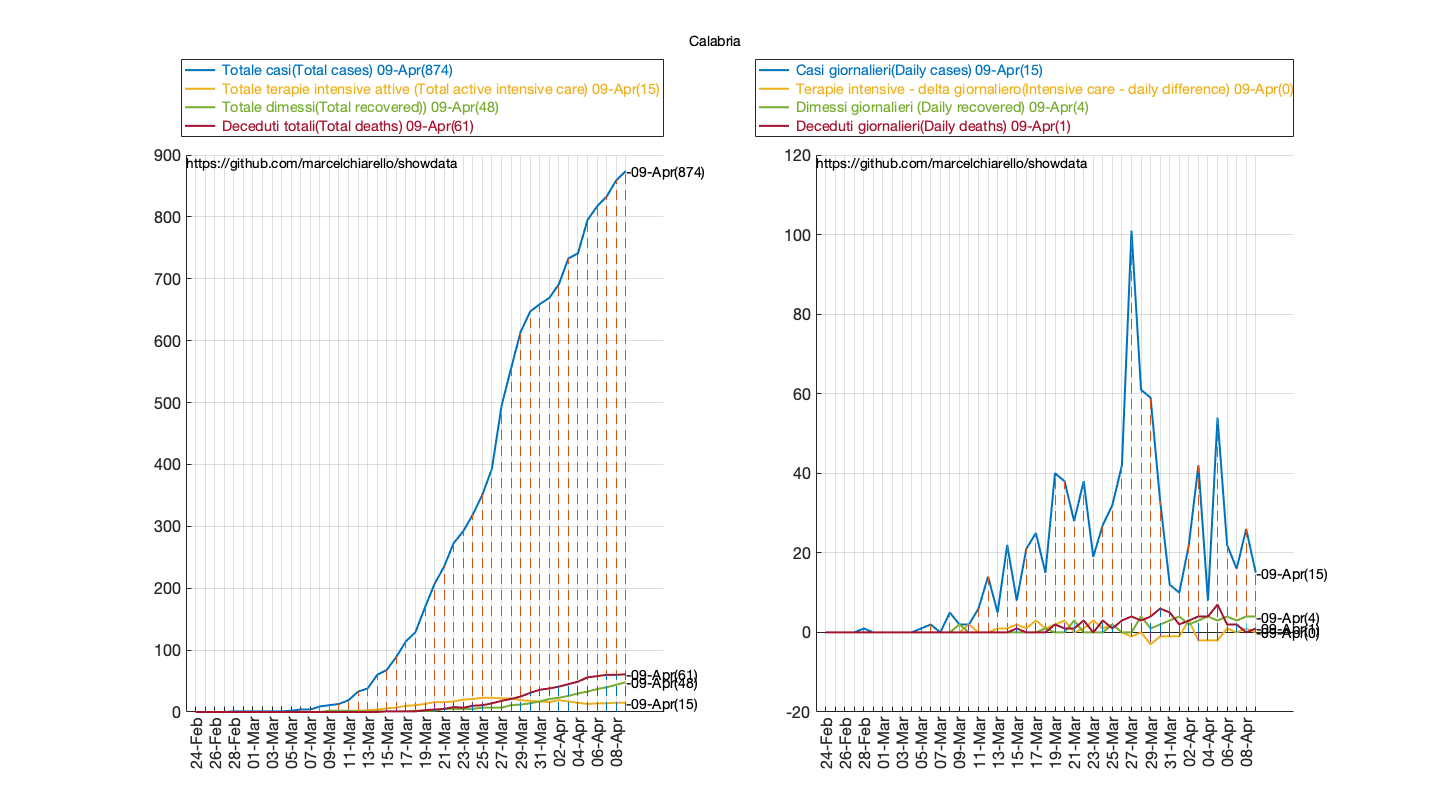 Calabria
Totale casi(Total cases) 09-Apr(874)
Totale terapie intensive attive (Total active intensive care) 09-Apr(15)
Totale dimessi(Total recovered)) 09-Apr(48)
Deceduti totali(Total deaths) 09-Apr(61)
https://github.com/marcelchiarello/showdata
900
800
700
600
500
400
300
200
100
0
-09-Apr(874)
-09-Apr(61)
-09-Apr(48)
-09-Apr(15)
24-Feb
26-Feb
28-Feb
01-Mar
03-Mar
05-Mar
07-Mar
09-Mar
11-Mar
13-Mar
15-Mar
17-Mar
19-Mar
21-Mar
23-Mar
25-Mar
27-Mar
29-Mar
31-Mar
02-Apr
04-Apr
06-Apr
08-Apr
Casi giornalieri(Daily cases) 09-Apr(15)
Terapie intensive - delta giornaliero(Intensive care - daily difference) 09-Apr(0)
Dimessi giornalieri (Daily recovered) 09-Apr(4)
Deceduti giornalieri(Daily deaths) 09-Apr(1)
https://github.com/marcelchiarello/showdata
120
100
80
60
40
20
0
-20
-09-Apr(15)
-09-Apr(4)
-09-Apr(1)
-09-Apr(0)
24-Feb
26-Feb
28-Feb
01-Mar
03-Mar
05-Mar
07-Mar
09-Mar
11-Mar
13-Mar
15-Mar
17-Mar
19-Mar
21-Mar
23-Mar
25-Mar
27-Mar
29-Mar
31-Mar
02-Apr
04-Apr
06-Apr
08-Apr